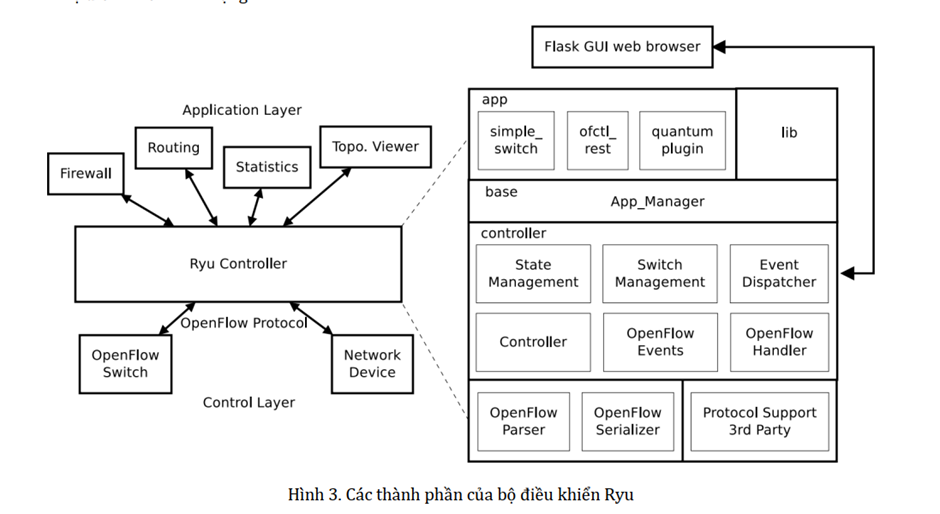 Flask GUI web browser
Application Layer
Firewall
Routing
Statistics
Topo. Viewer
Ryu Controller
OpenFlow Protocol
OpenFlow
Switch
Network
Device
Control Layer
app
simple_
switch
ofctl_
rest
quantum
plugin
lib
base
App_Manager
controller
State
Management
Switch
Management
Event
Dispatcher
Controller
OpenFlow
Events
OpenFlow
Handler
OpenFlow
Parser
OpenFlow
Serializer
Protocol Support
3rd Party
Hình 3. Các thành phần của bộ điều khiển Ryu